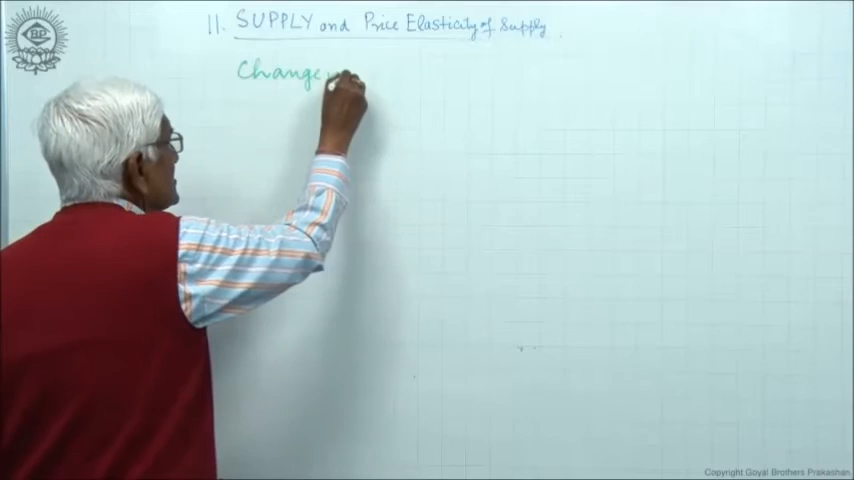 11. SUPPLY and Price Elasticity of Supply
Change
Copyright Goyal Brothers Prakashan